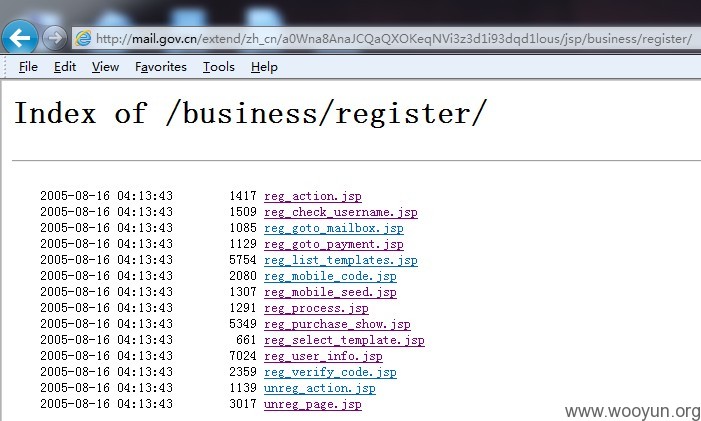 http://mail.gov.cn/extend/zh_cn/a0Wna8AnaJCQaQXOKeqNVi3z3d1i93dqd1lous/jsp/business/register/
File Edit View Favorites Tools Help
Index of /business/register/
2005-08-16 04:13:43 1417 reg_action.jsp
2005-08-16 04:13:43 1509 reg_check_username.jsp
2005-08-16 04:13:43 1085 reg_goto_mailbox.jsp
2005-08-16 04:13:43 1129 reg_goto_payment.jsp
2005-08-16 04:13:43 5754 reg_list_templates.jsp
2005-08-16 04:13:43 2080 reg_mobile_code.jsp
2005-08-16 04:13:43 1307 reg_mobile_seed.jsp
2005-08-16 04:13:43 1291 reg_process.jsp
2005-08-16 04:13:43 5349 reg_purchase_show.jsp
2005-08-16 04:13:43 661 reg_select_template.jsp
2005-08-16 04:13:43 7024 reg_user_info.jsp
2005-08-16 04:13:43 2359 reg_verify_code.jsp
2005-08-16 04:13:43 1139 unreg_action.jsp
2005-08-16 04:13:43 3017 unreg_page.jsp
www.wooyun.org